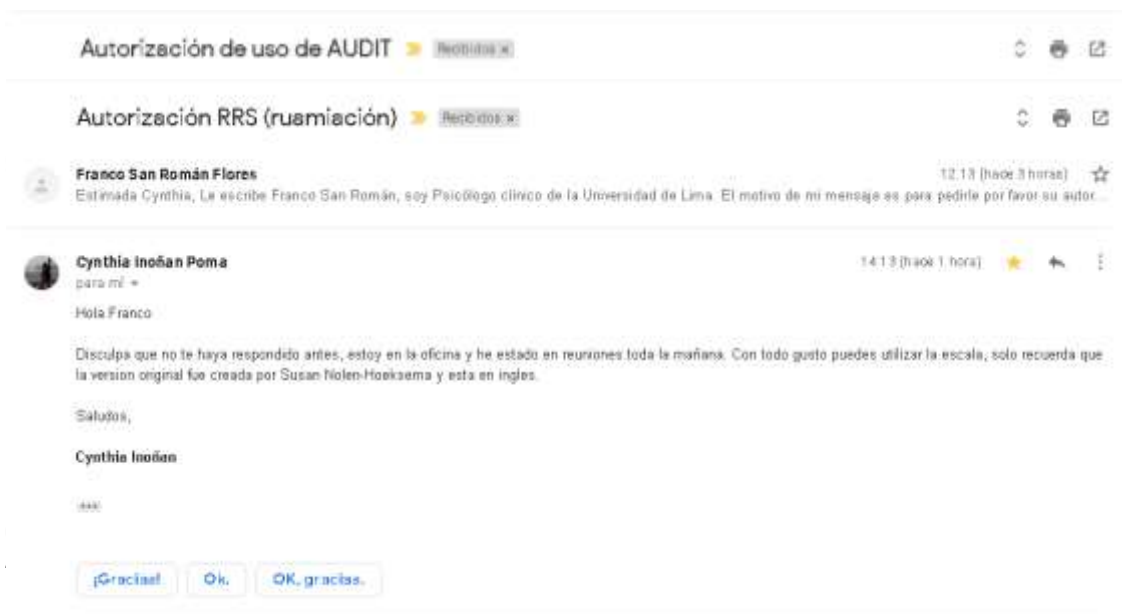 Autorización de uso de AUDIT Recibidos x
Autorización RRS (rusmiación) Recibidos x
Franco San Román Flores 12:13 (hace 3 horas)
Estimada Cynthia, Le escribe Franco San Román, soy Psicólogo clínico de la Universidad de Lima. El motivo de mi mensaje es para pedirle por favor su autor...
Cynthia Inoñan Poma 14:13 (hace 1 hora)
para mí
Hola Franco
Disculpa que no te haya respondido antes, estoy en la oficina y he estado en reuniones toda la mañana. Con todo gusto puedes utilizar la escala, solo recuerda que
la version original fue creada por Susan Nolen-Hoeksema y esta en ingles.
Saludos,
Cynthia Inoñan
¡Gracias! Ok. OK, gracias.